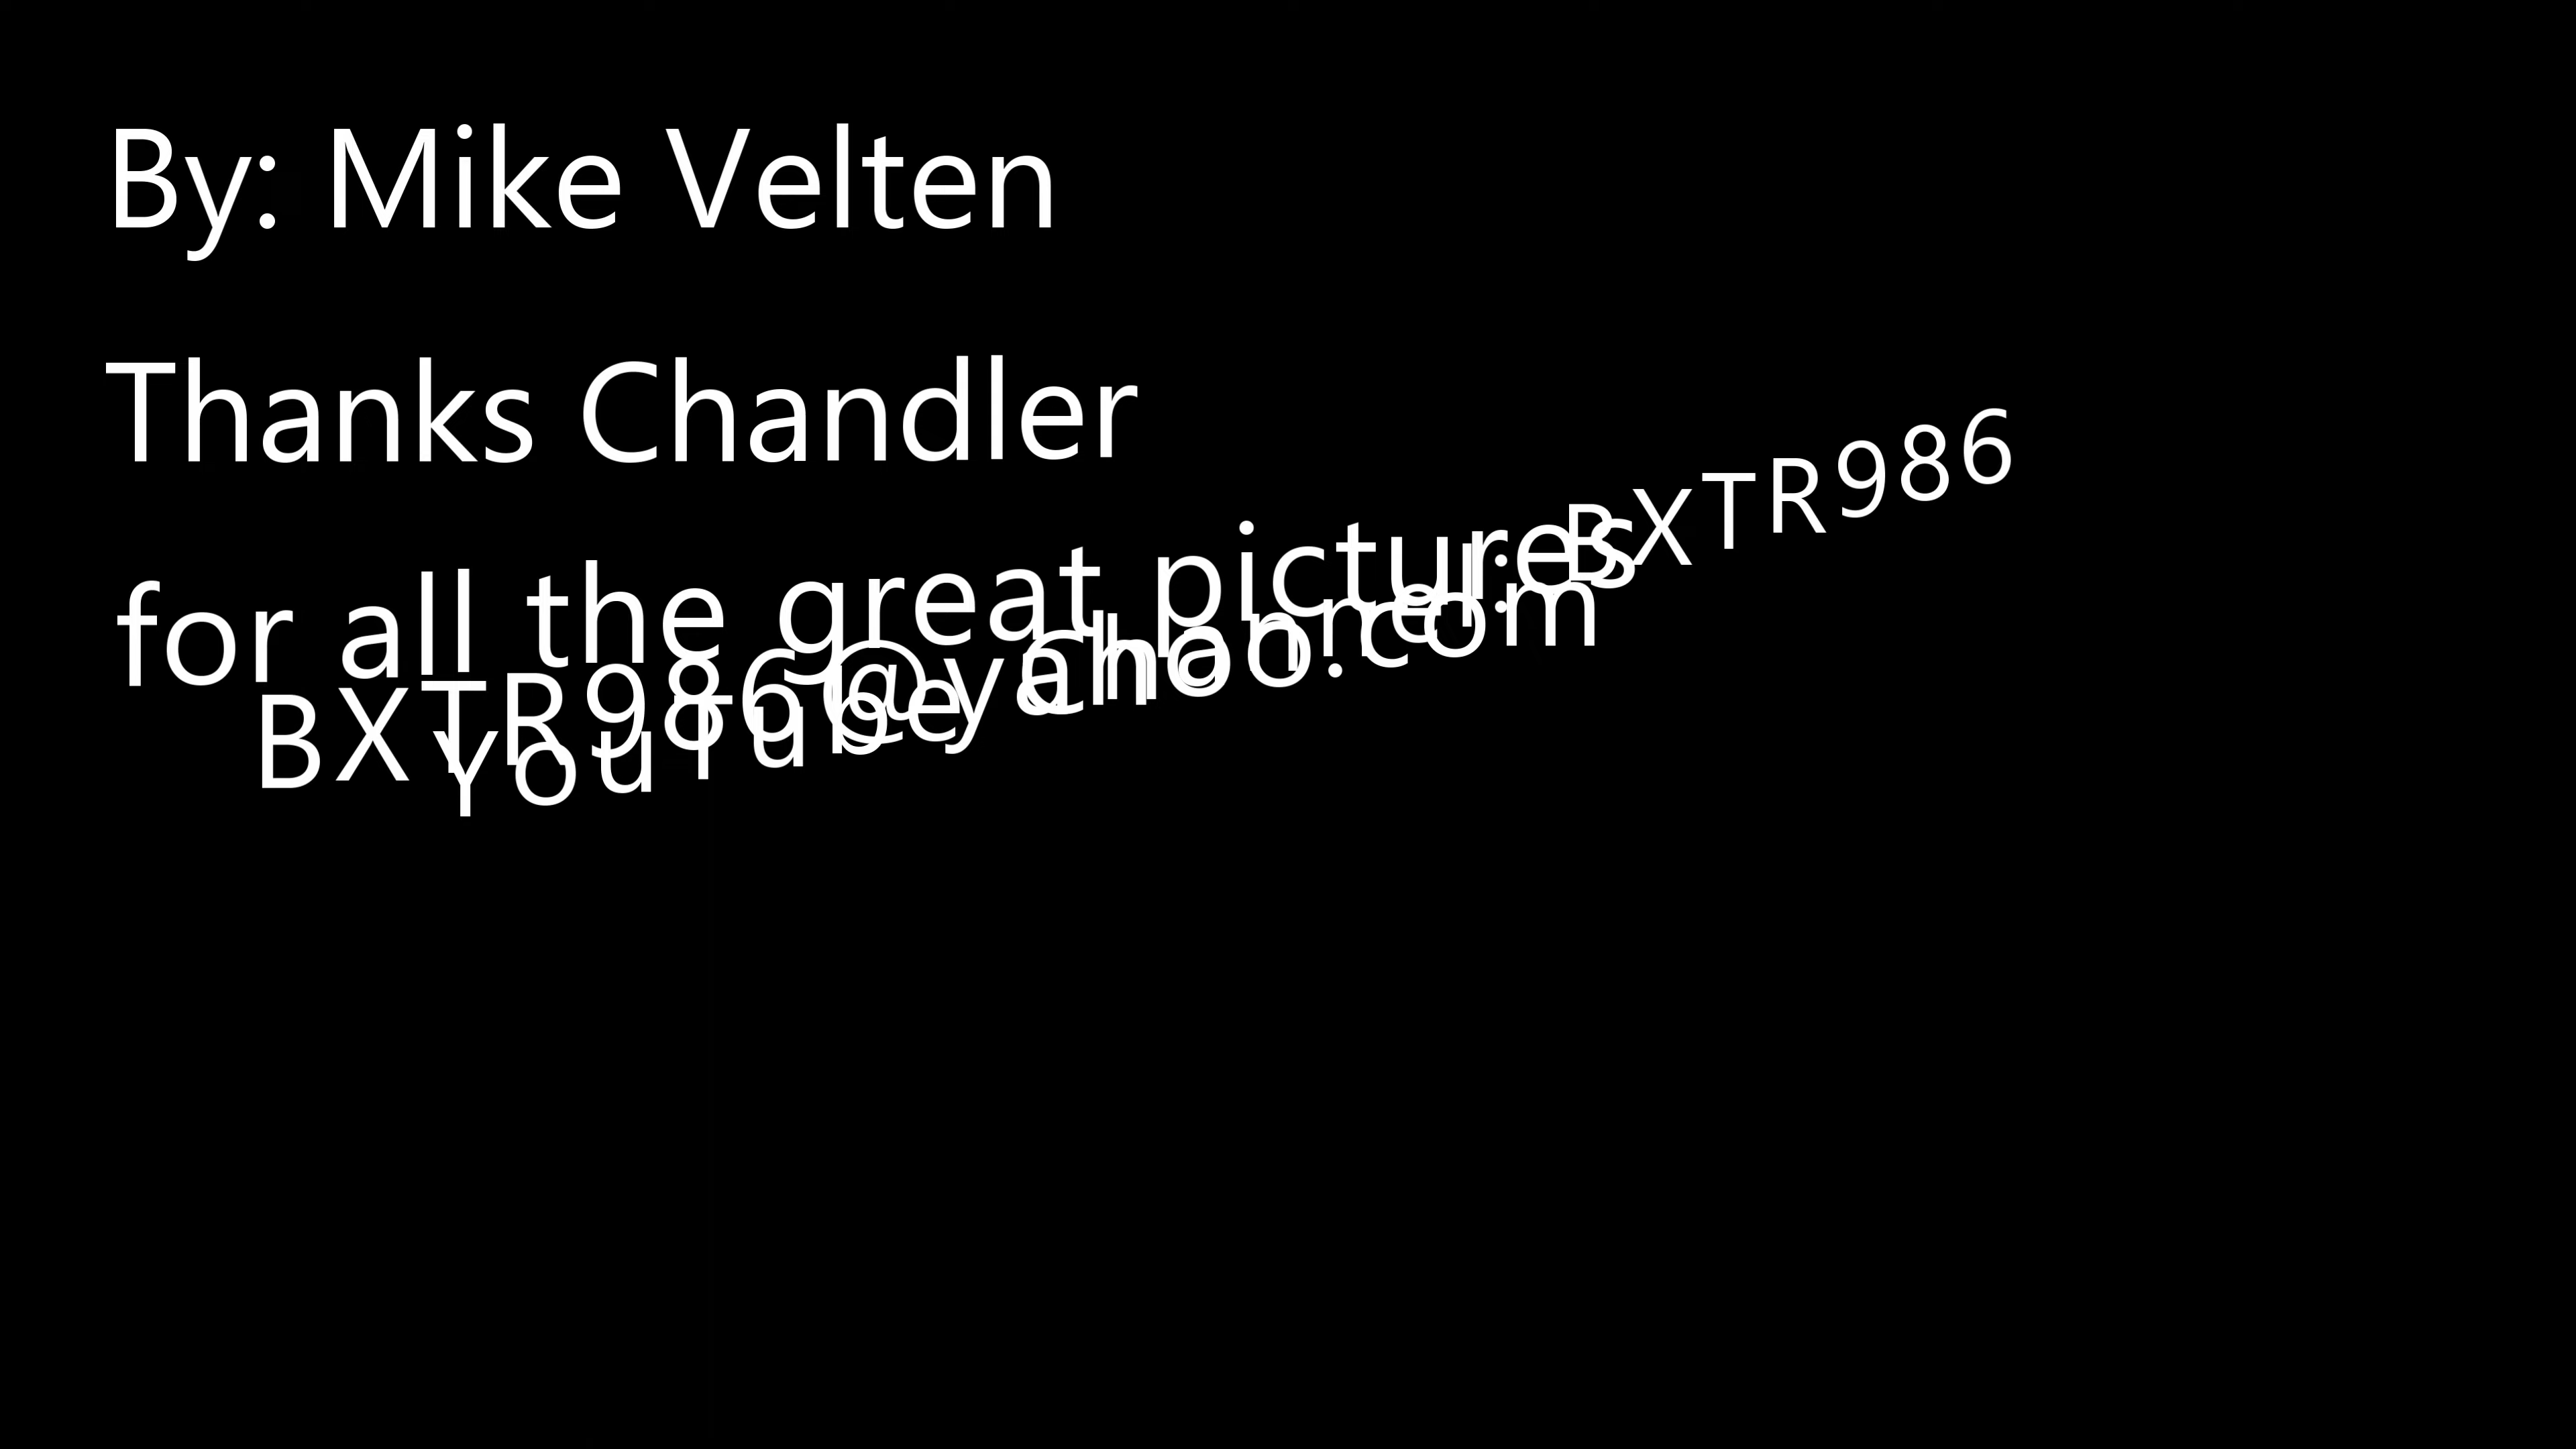 By: Mike Velten
Thanks Chandler
for all the great pictures
BXTR986@yahoo.com
YouTube channel: BXTR986